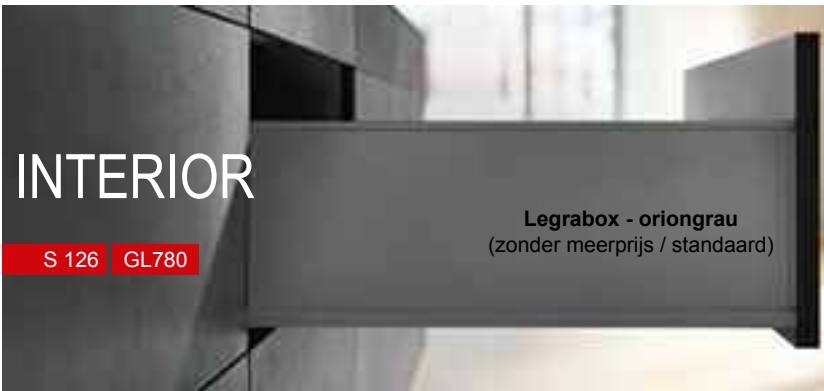 INTERIOR
Legrabox - oriongrau
(zonder meerprijs / standaard)
S 126 GL780